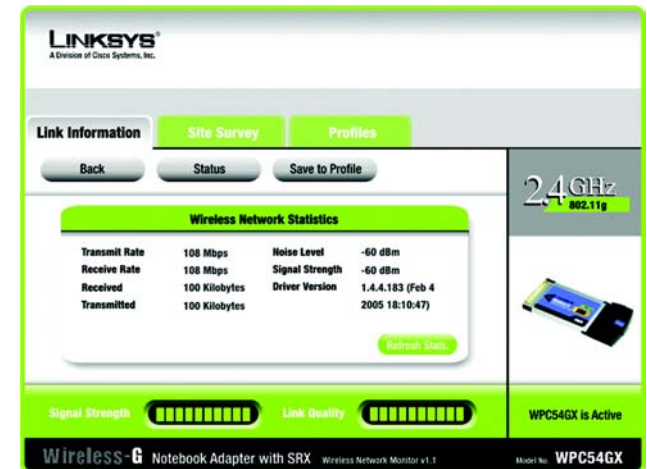 LINKSYS®
A Division of Cisco Systems, Inc.
Link Information Site Survey Profiles
Back Status Save to Profile
2.4GHz
802.11g
Wireless Network Statistics
Transmit Rate 108 Mbps Noise Level -60 dBm
Receive Rate 108 Mbps Signal Strength -60 dBm
Received 100 Kilobytes Driver Version 1.4.4.183 (Feb 4
Transmitted 100 Kilobytes 2005 18:10:47)
Refresh Stats.
Signal Strength Link Quality WPC54GX is Active
Wireless-G Notebook Adapter with SRX Wireless Network Monitor v1.1 Model No. WPC54GX